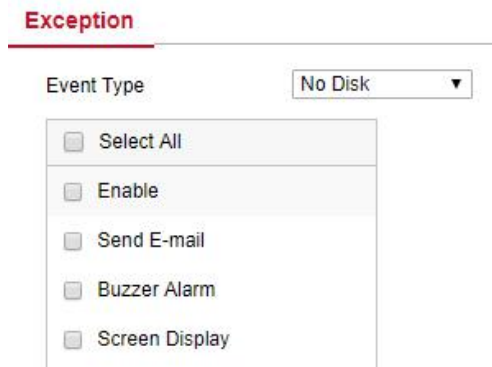 Exception
Event Type No Disk
Select All
Enable
Send E-mail
Buzzer Alarm
Screen Display